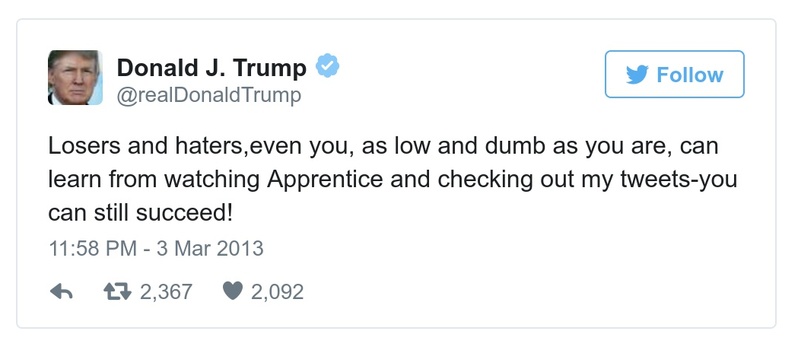 Donald J. Trump
@realDonaldTrump
Follow
Losers and haters,even you, as low and dumb as you are, can
learn from watching Apprentice and checking out my tweets-you
can still succeed!
11:58 PM - 3 Mar 2013
2,367 2,092